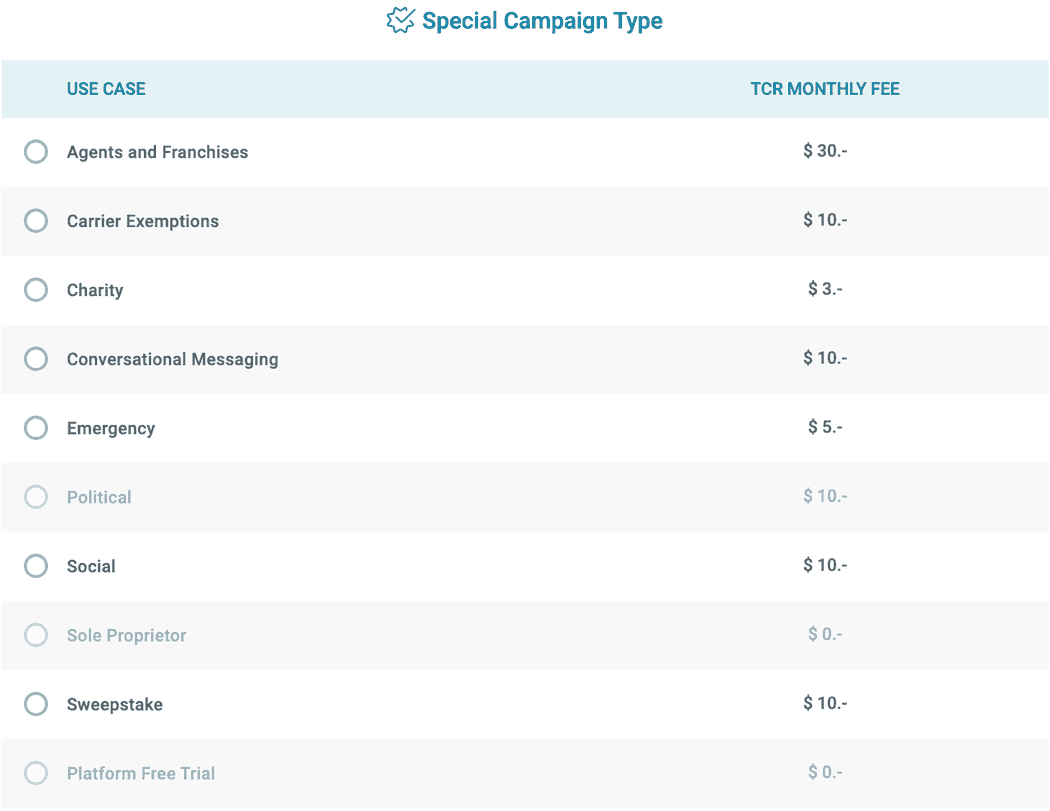 Special Campaign Type
USE CASE TCR MONTHLY FEE
Agents and Franchises $ 30.-
Carrier Exemptions $ 10.-
Charity $ 3.-
Conversational Messaging $ 10.-
Emergency $ 5.-
Political $ 10.-
Social $ 10.-
Sole Proprietor $ 0.-
Sweepstake $ 10.-
Platform Free Trial $ 0.-